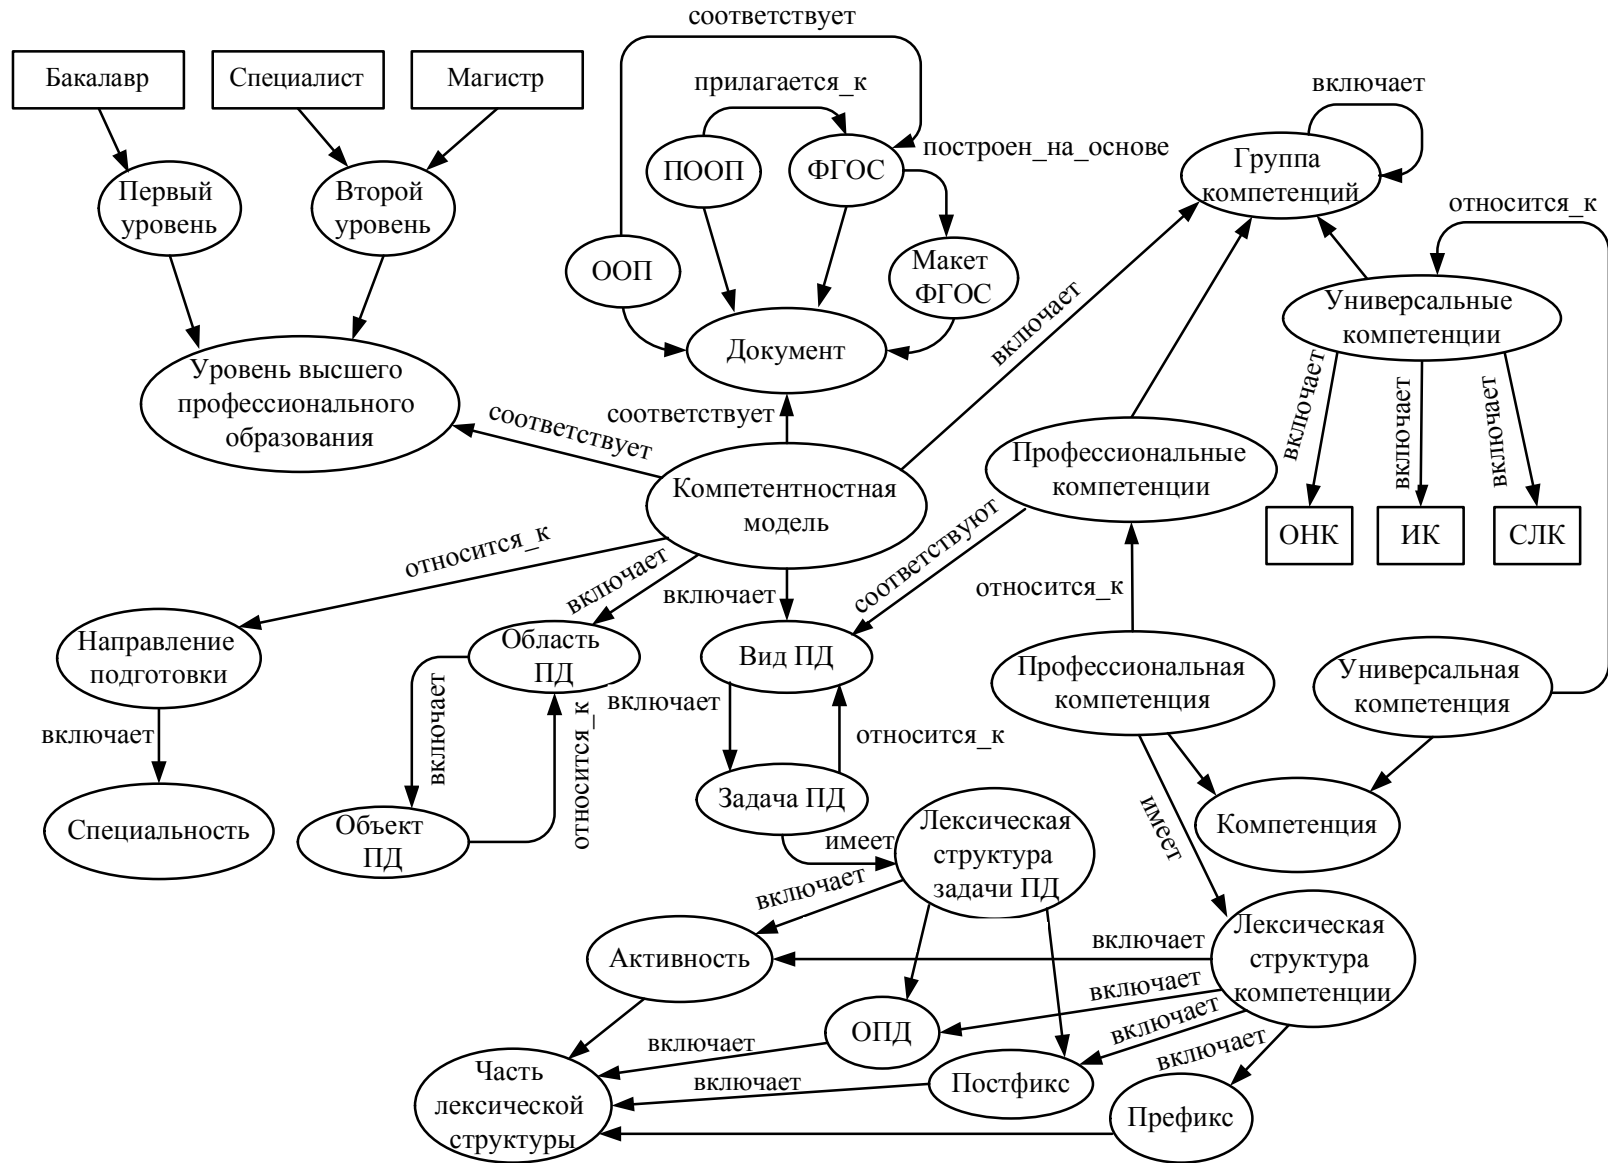 соответствует
Бакалавр
Специалист
Магистр
прилагается_к
включает
ПООП
ФГОС
построен_на_основе
Группа
компетенций
Первый
уровень
Второй
уровень
относится_к
ООП
Макет
ФГОС
Универсальные
компетенции
включает
Документ
Уровень высшего
профессионального
образования
соответствует
соответствует
включает
включает
включает
Профессиональные
компетенции
Компетентностная
модель
соответствуют
ОНК
ИК
СЛК
относится_к
включает
включает
относится_к
Направление
подготовки
Область
ПД
Вид ПД
Профессиональная
компетенция
Универсальная
компетенция
включает
включает
включает
относится_к
относится_к
Специальность
Объект
ПД
Задача ПД
имеет
Лексическая
структура
задачи ПД
имеет
Компетенция
включает
Активность
включает
Лексическая
структура
компетенции
включает
ОПД
включает
включает
включает
Часть
лексической
структуры
включает
Постфикс
Префикс